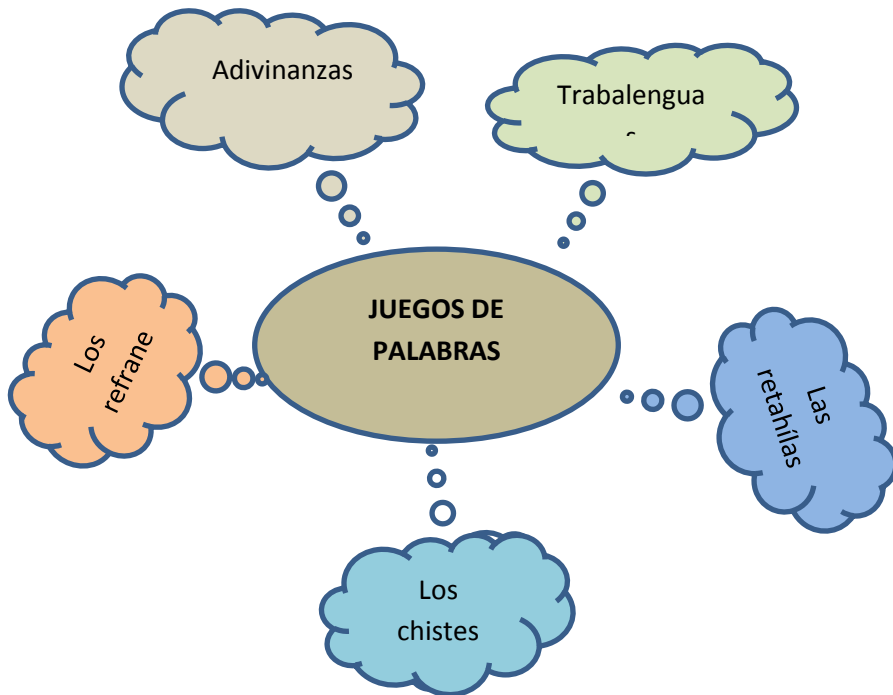 Adivinanzas
Trabalengua
s
JUEGOS DE
PALABRAS
Los
refrane
Las
retahílas
Los
chistes